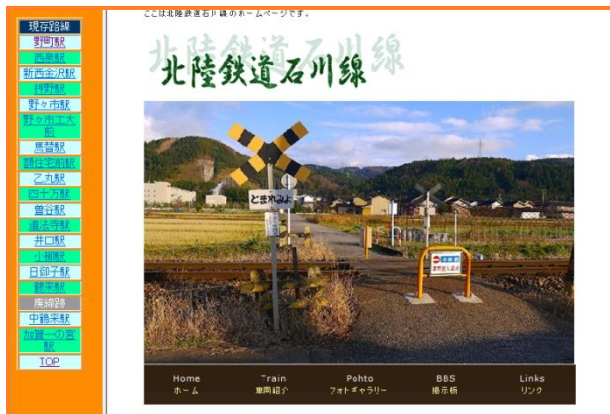 現存路線
野町駅
西泉駅
新西金沢駅
押野駅
野々市駅
野々市工大
前
馬替駅
額住宅前駅
乙丸駅
四十万駅
曽谷駅
道法寺駅
井口駅
小柳駅
日御子駅
鶴来駅
廃線跡
中鶴来駅
加賀一の宮
駅
TOP
ここは北陸鉄道石川線のホームページです。
北陸鉄道石川線
とまれみよ
Home Train Pohto BBS Links
ホーム 車両紹介 フォトギャラリー 掲示板 リンク